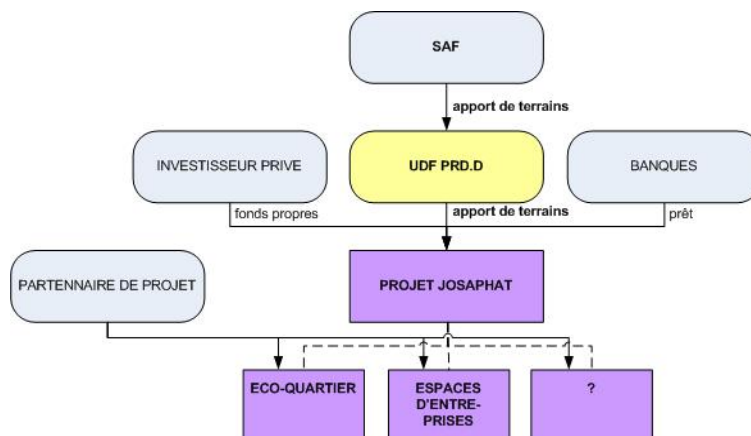 SAF
apport de terrains
INVESTISSEUR PRIVE
UDF PRD.D
BANQUES
fonds propres
apport de terrains
prêt
PARTENNAIRE DE PROJET
PROJET JOSAPHAT
ECO-QUARTIER
ESPACES
D'ENTRE-
PRISES
?